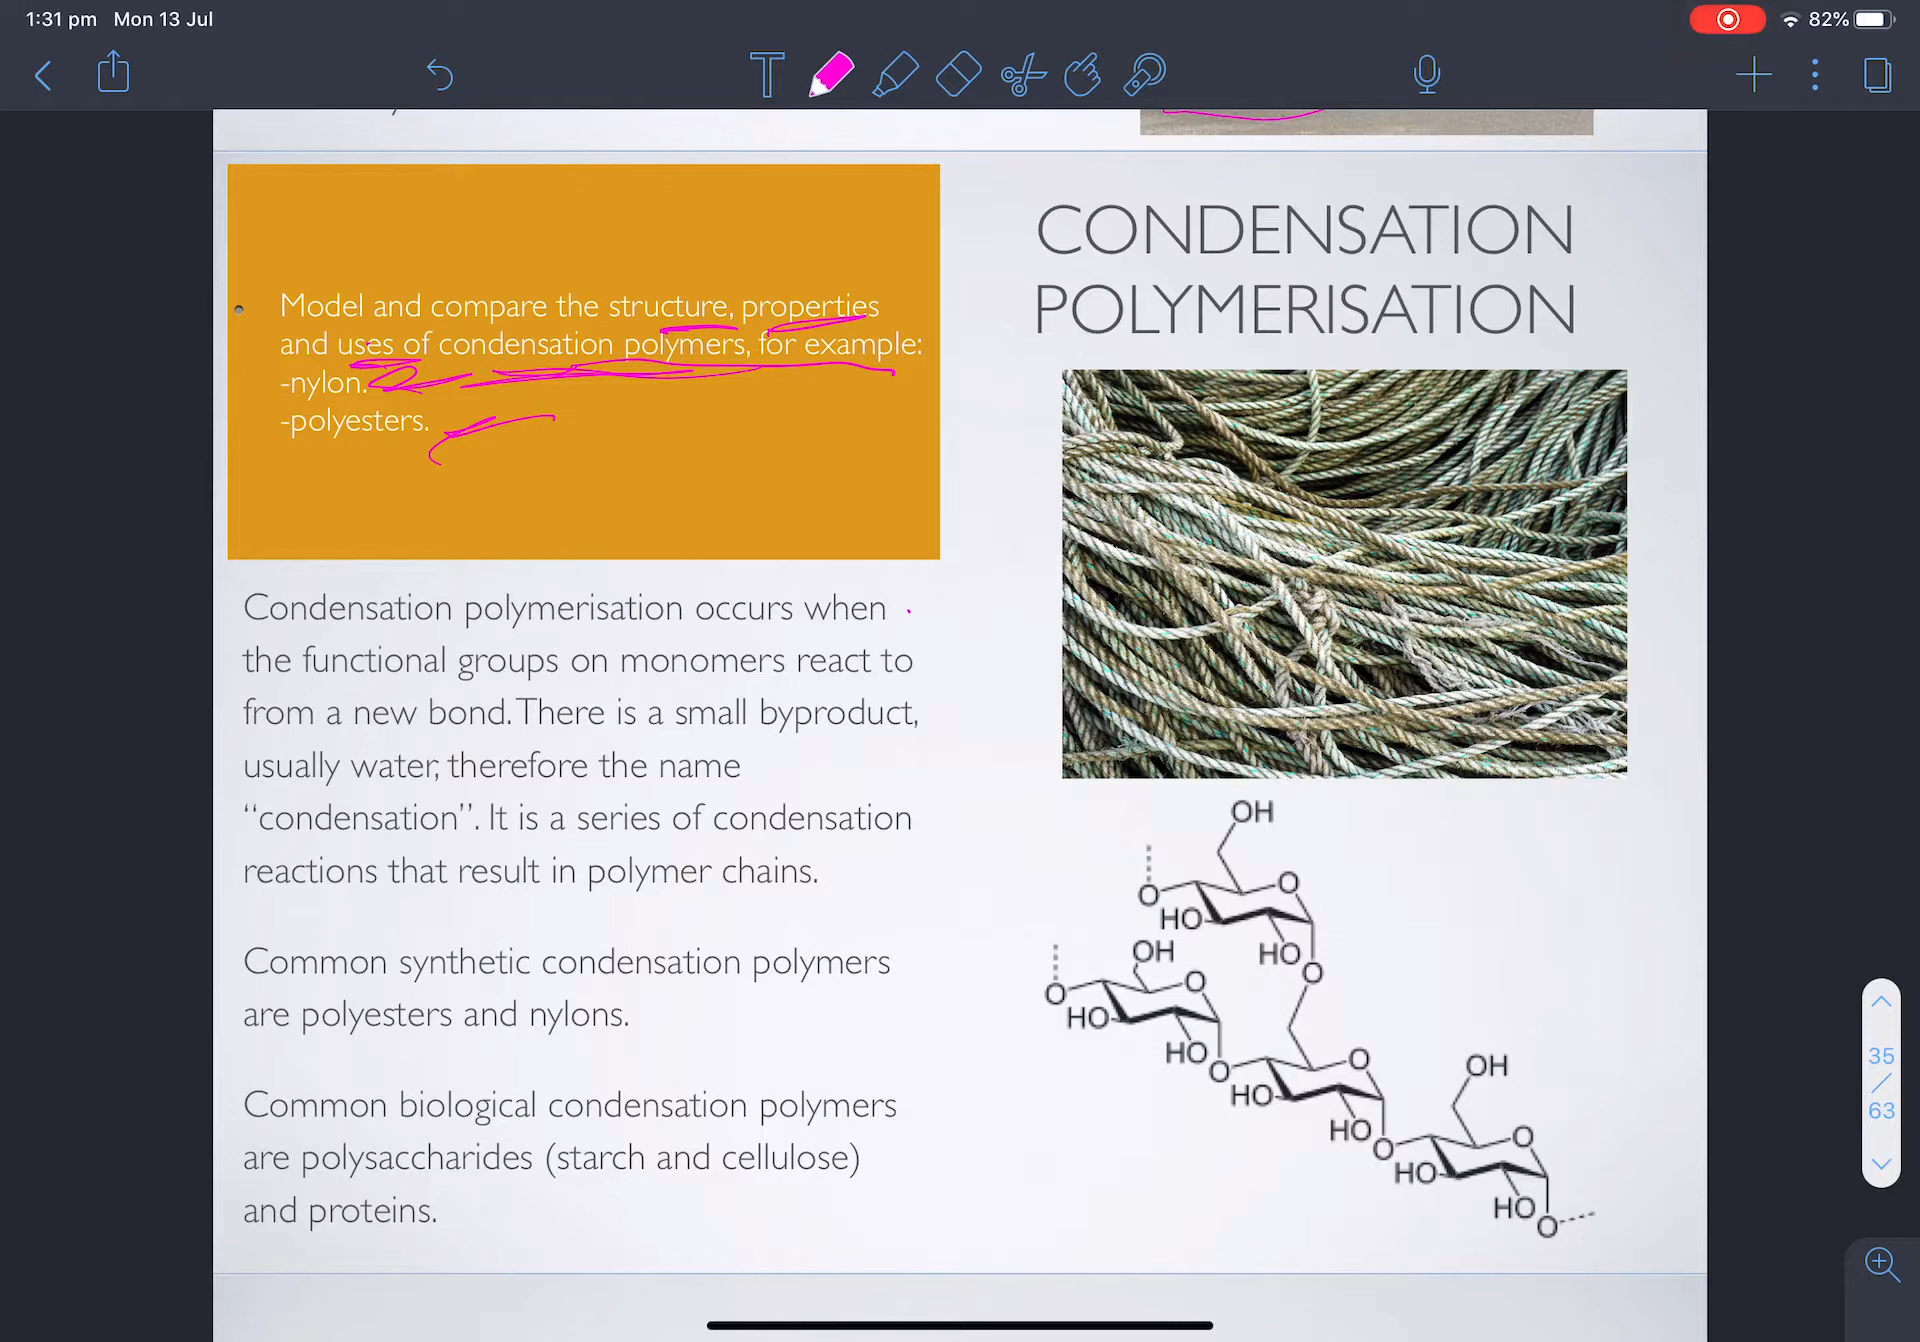 1:31 pm Mon 13 Jul
82%
Model and compare the structure, properties
and uses of condensation polymers, for example:
-nylon.
-polyesters.
CONDENSATION
POLYMERISATION
Condensation polymerisation occurs when
the functional groups on monomers react to
from a new bond. There is a small byproduct,
usually water, therefore the name
“condensation”. It is a series of condensation
reactions that result in polymer chains.
Common synthetic condensation polymers
are polyesters and nylons.
Common biological condensation polymers
are polysaccharides (starch and cellulose)
and proteins.
OH
O
O
HO
HO
OH
O
O
O
HO
HO
O
O
HO
OH
HO
O
O
HO
HO
O
35
/
63